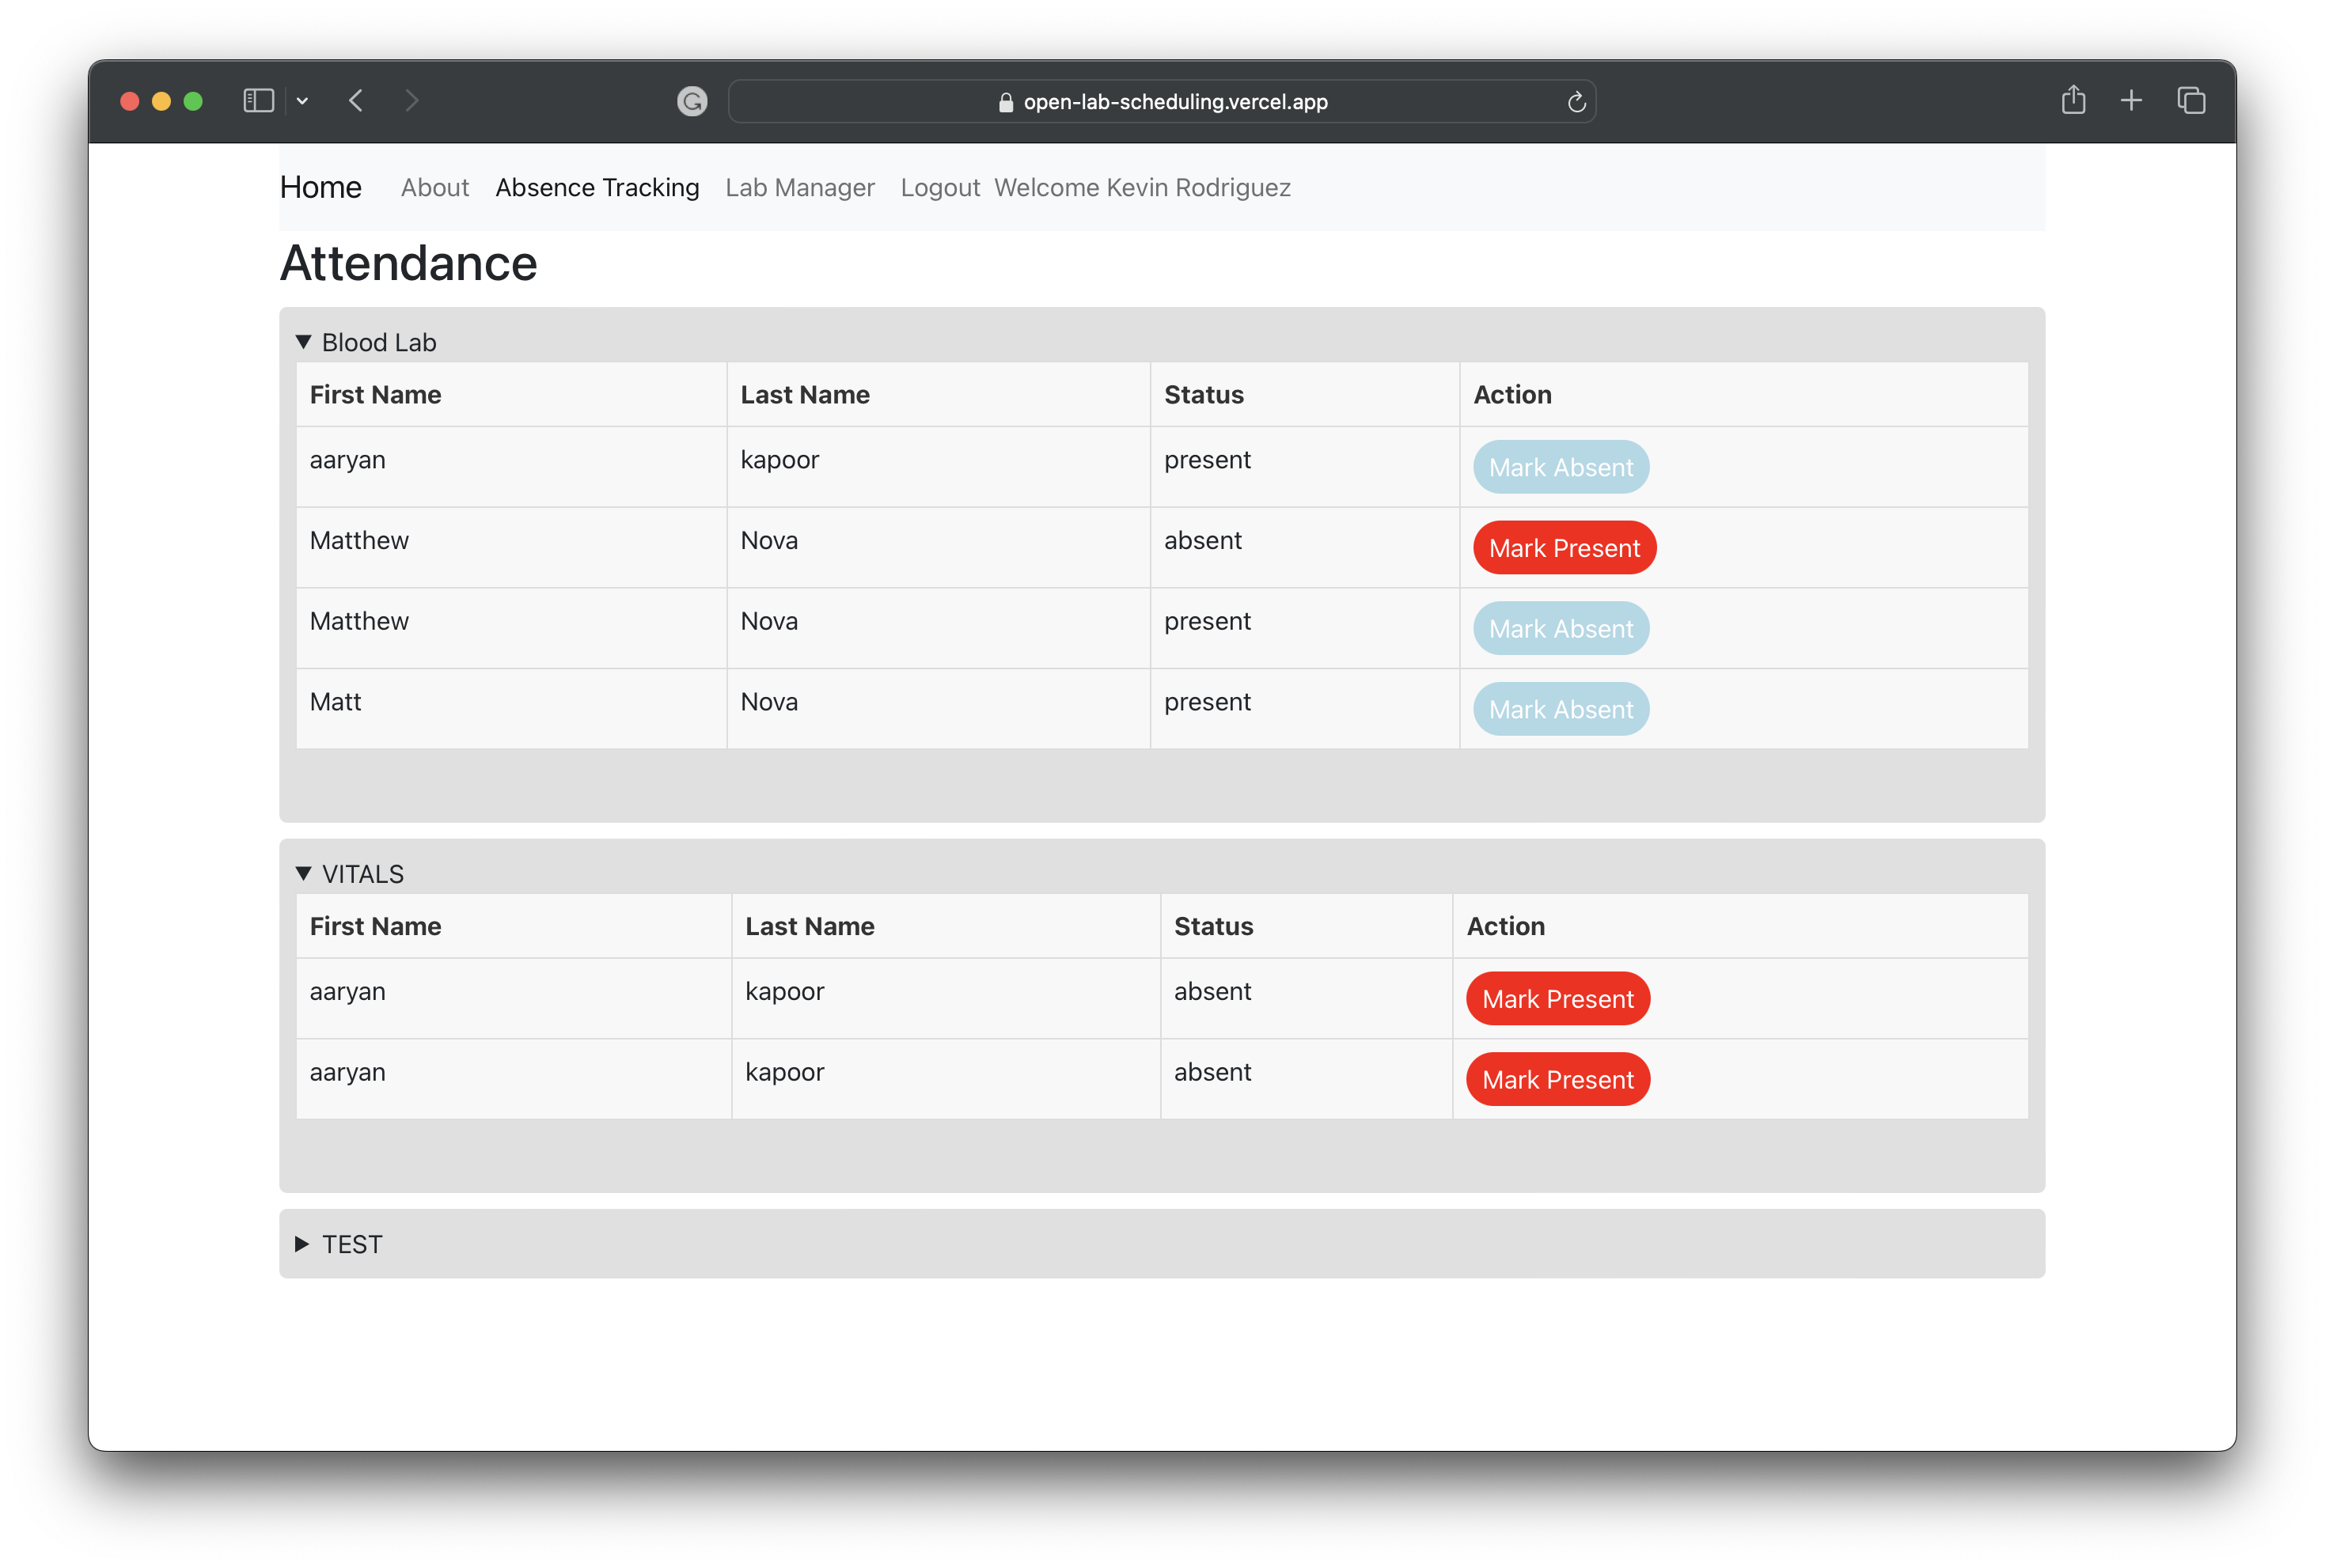 open-lab-scheduling.vercel.app
Home About Absence Tracking Lab Manager Logout Welcome Kevin Rodriguez
Attendance
Blood Lab
First Name Last Name Status Action
aaryan kapoor present Mark Absent
Matthew Nova absent Mark Present
Matthew Nova present Mark Absent
Matt Nova present Mark Absent
VITALS
First Name Last Name Status Action
aaryan kapoor absent Mark Present
aaryan kapoor absent Mark Present
TEST